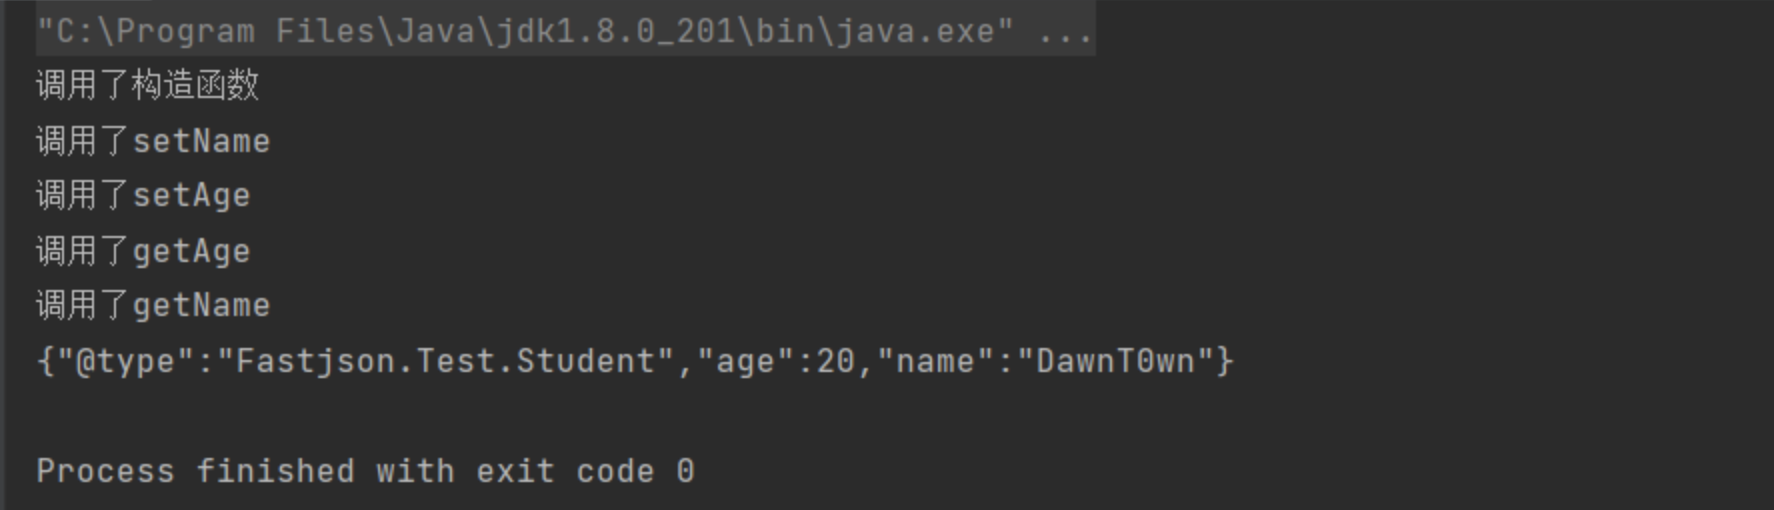 "C:\Program Files\Java\jdk1.8.0_201\bin\java.exe" ...
调用了构造函数
调用了setName
调用了setAge
调用了getAge
调用了getName
{"@type":"Fastjson.Test.Student","age":20,"name":"DawnT0wn"}
Process finished with exit code 0